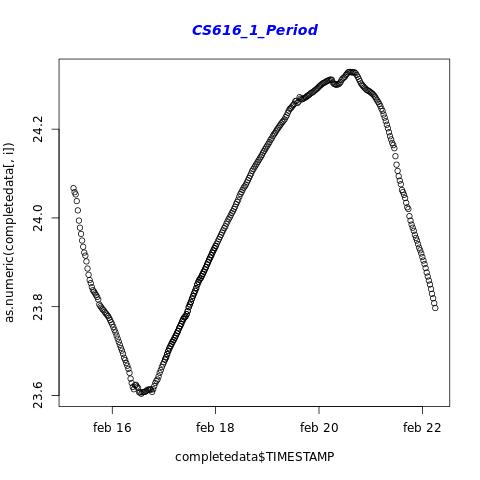 CS616_1_Period
as.numeric(completedata[, i])
24.2
24.0
23.8
23.6
feb 16 feb 18 feb 20 feb 22
completedata$TIMESTAMP